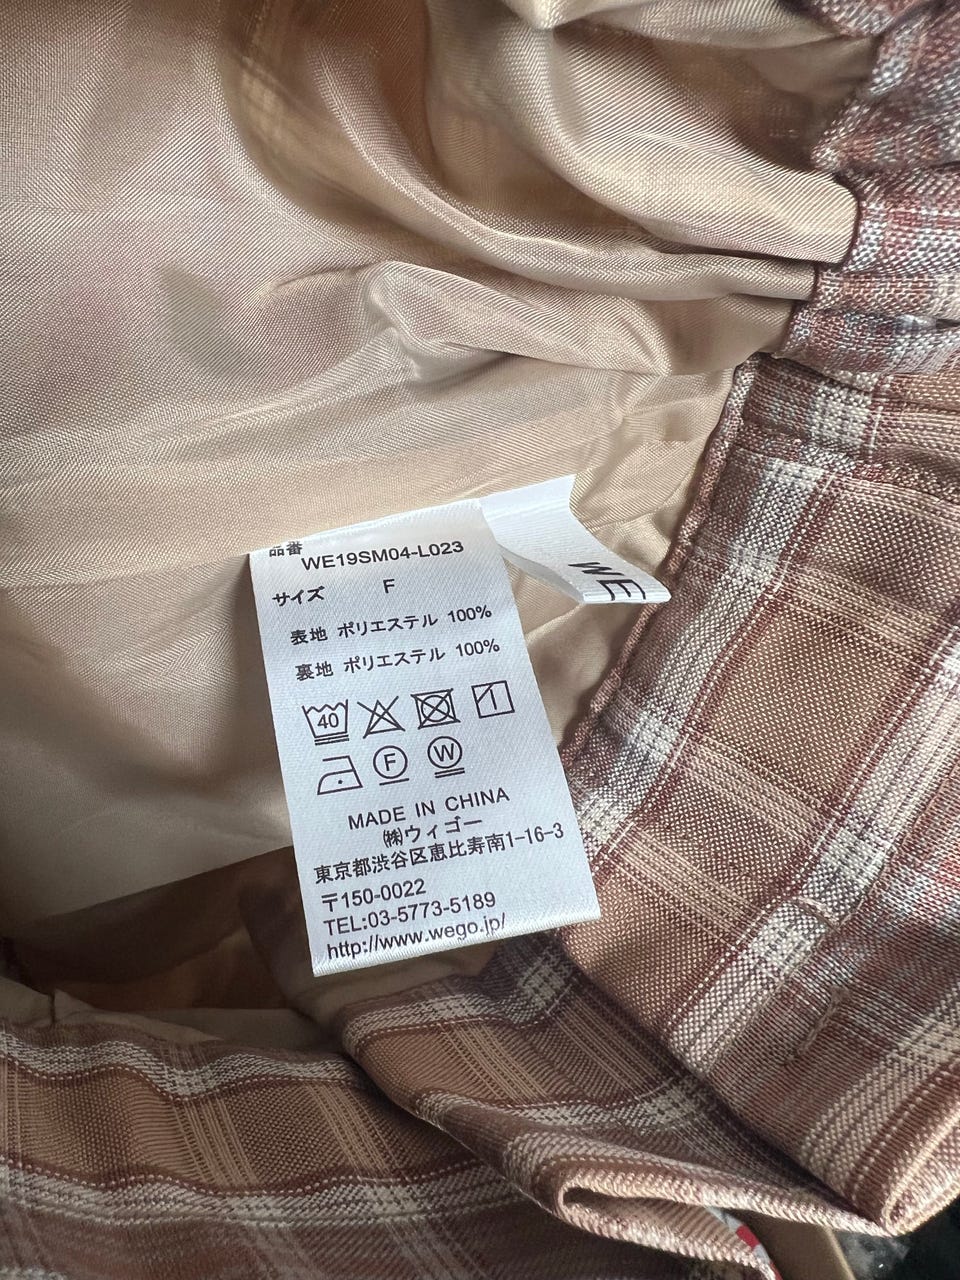 品番
WE19SM04-L023
サイズ F
表地 ポリエステル 100%
裏地 ポリエステル 100%
40
F W
MADE IN CHINA
㈱ウィゴー
東京都渋谷区恵比寿南1-16-3
〒150-0022
TEL:03-5773-5189
http://www.wego.jp/
WE